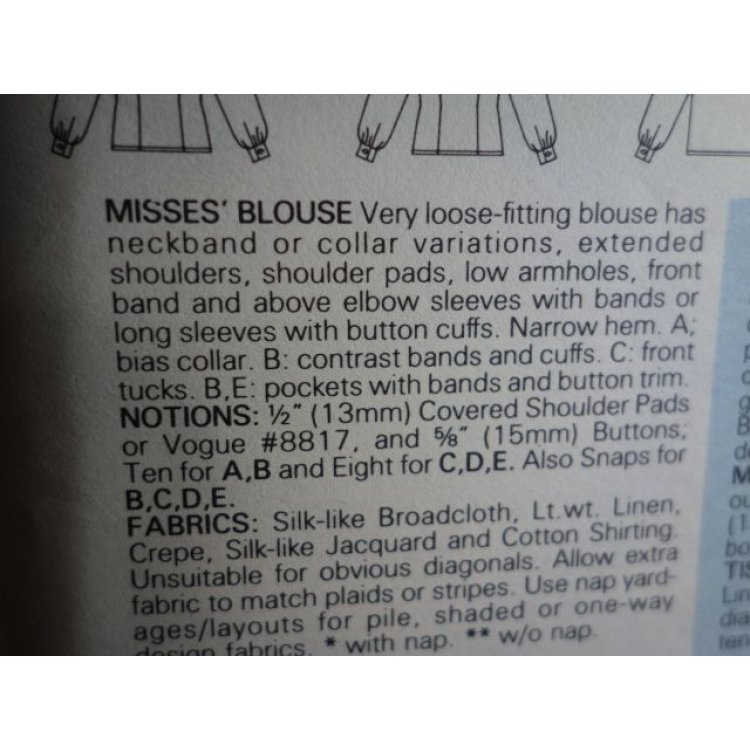 MISSES' BLOUSE Very loose-fitting blouse has
neckband or collar variations, extended
shoulders, shoulder pads, low armholes, front
band and above elbow sleeves with bands or
long sleeves with button cuffs. Narrow hem. A;
bias collar. B: contrast bands and cuffs. C: front
tucks. B,E: pockets with bands and button trim.
NOTIONS: ½" (13mm) Covered Shoulder Pads
or Vogue #8817, and ⅝" (15mm) Buttons;
Ten for A,B and Eight for C,D,E. Also Snaps for
B,C,D,E.
FABRICS: Silk-like Broadcloth, Lt.wt. Linen,
Crepe, Silk-like Jacquard and Cotton Shirting.
Unsuitable for obvious diagonals. Allow extra
fabric to match plaids or stripes. Use nap yard-
ages/layouts for pile, shaded or one-way
design fabrics. * with nap. ** w/o nap.